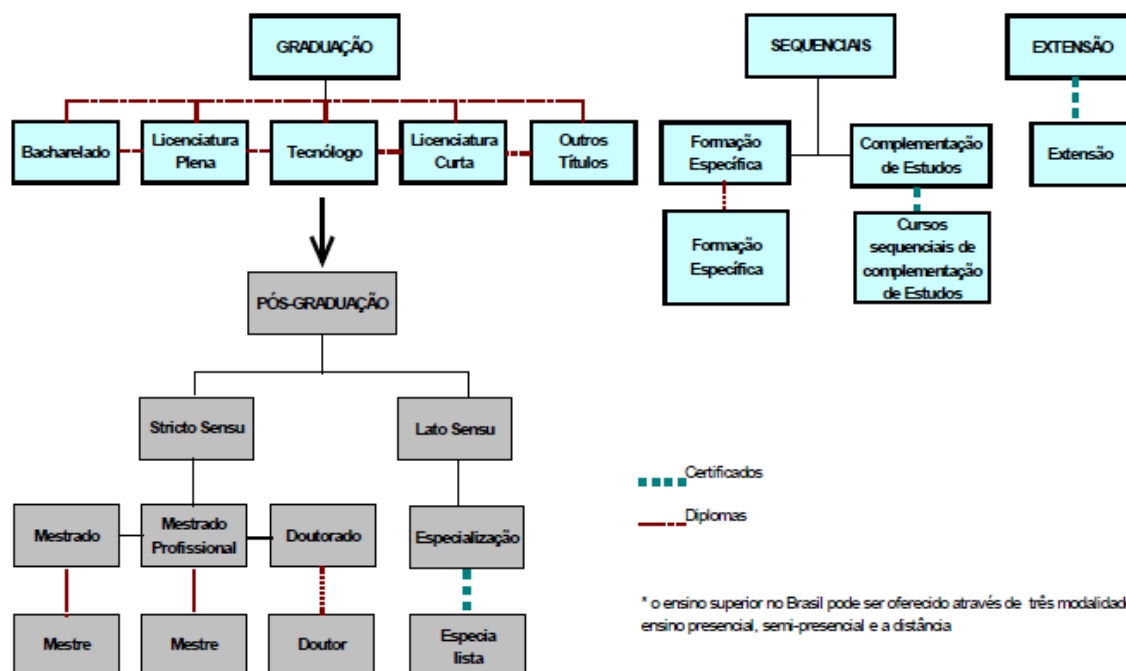 GRADUAÇÃO
SEQUENCIAIS
EXTENSÃO
Bacharelado
Licenciatura
Plena
Tecnólogo
Licenciatura
Curta
Outros
Títulos
Formação
Específica
Complementação
de Estudos
Extensão
Formação
Específica
Cursos
sequenciais de
complementação
de Estudos
PÓS-GRADUAÇÃO
Stricto Sensu
Lato Sensu
Certificados
Diplomas
Mestrado
Mestrado
Profissional
Doutorado
Especialização
Mestre
Mestre
Doutor
Especia
lista
* o ensino superior no Brasil pode ser oferecido através de três modalidade
ensino presencial, semi-presencial e a distância